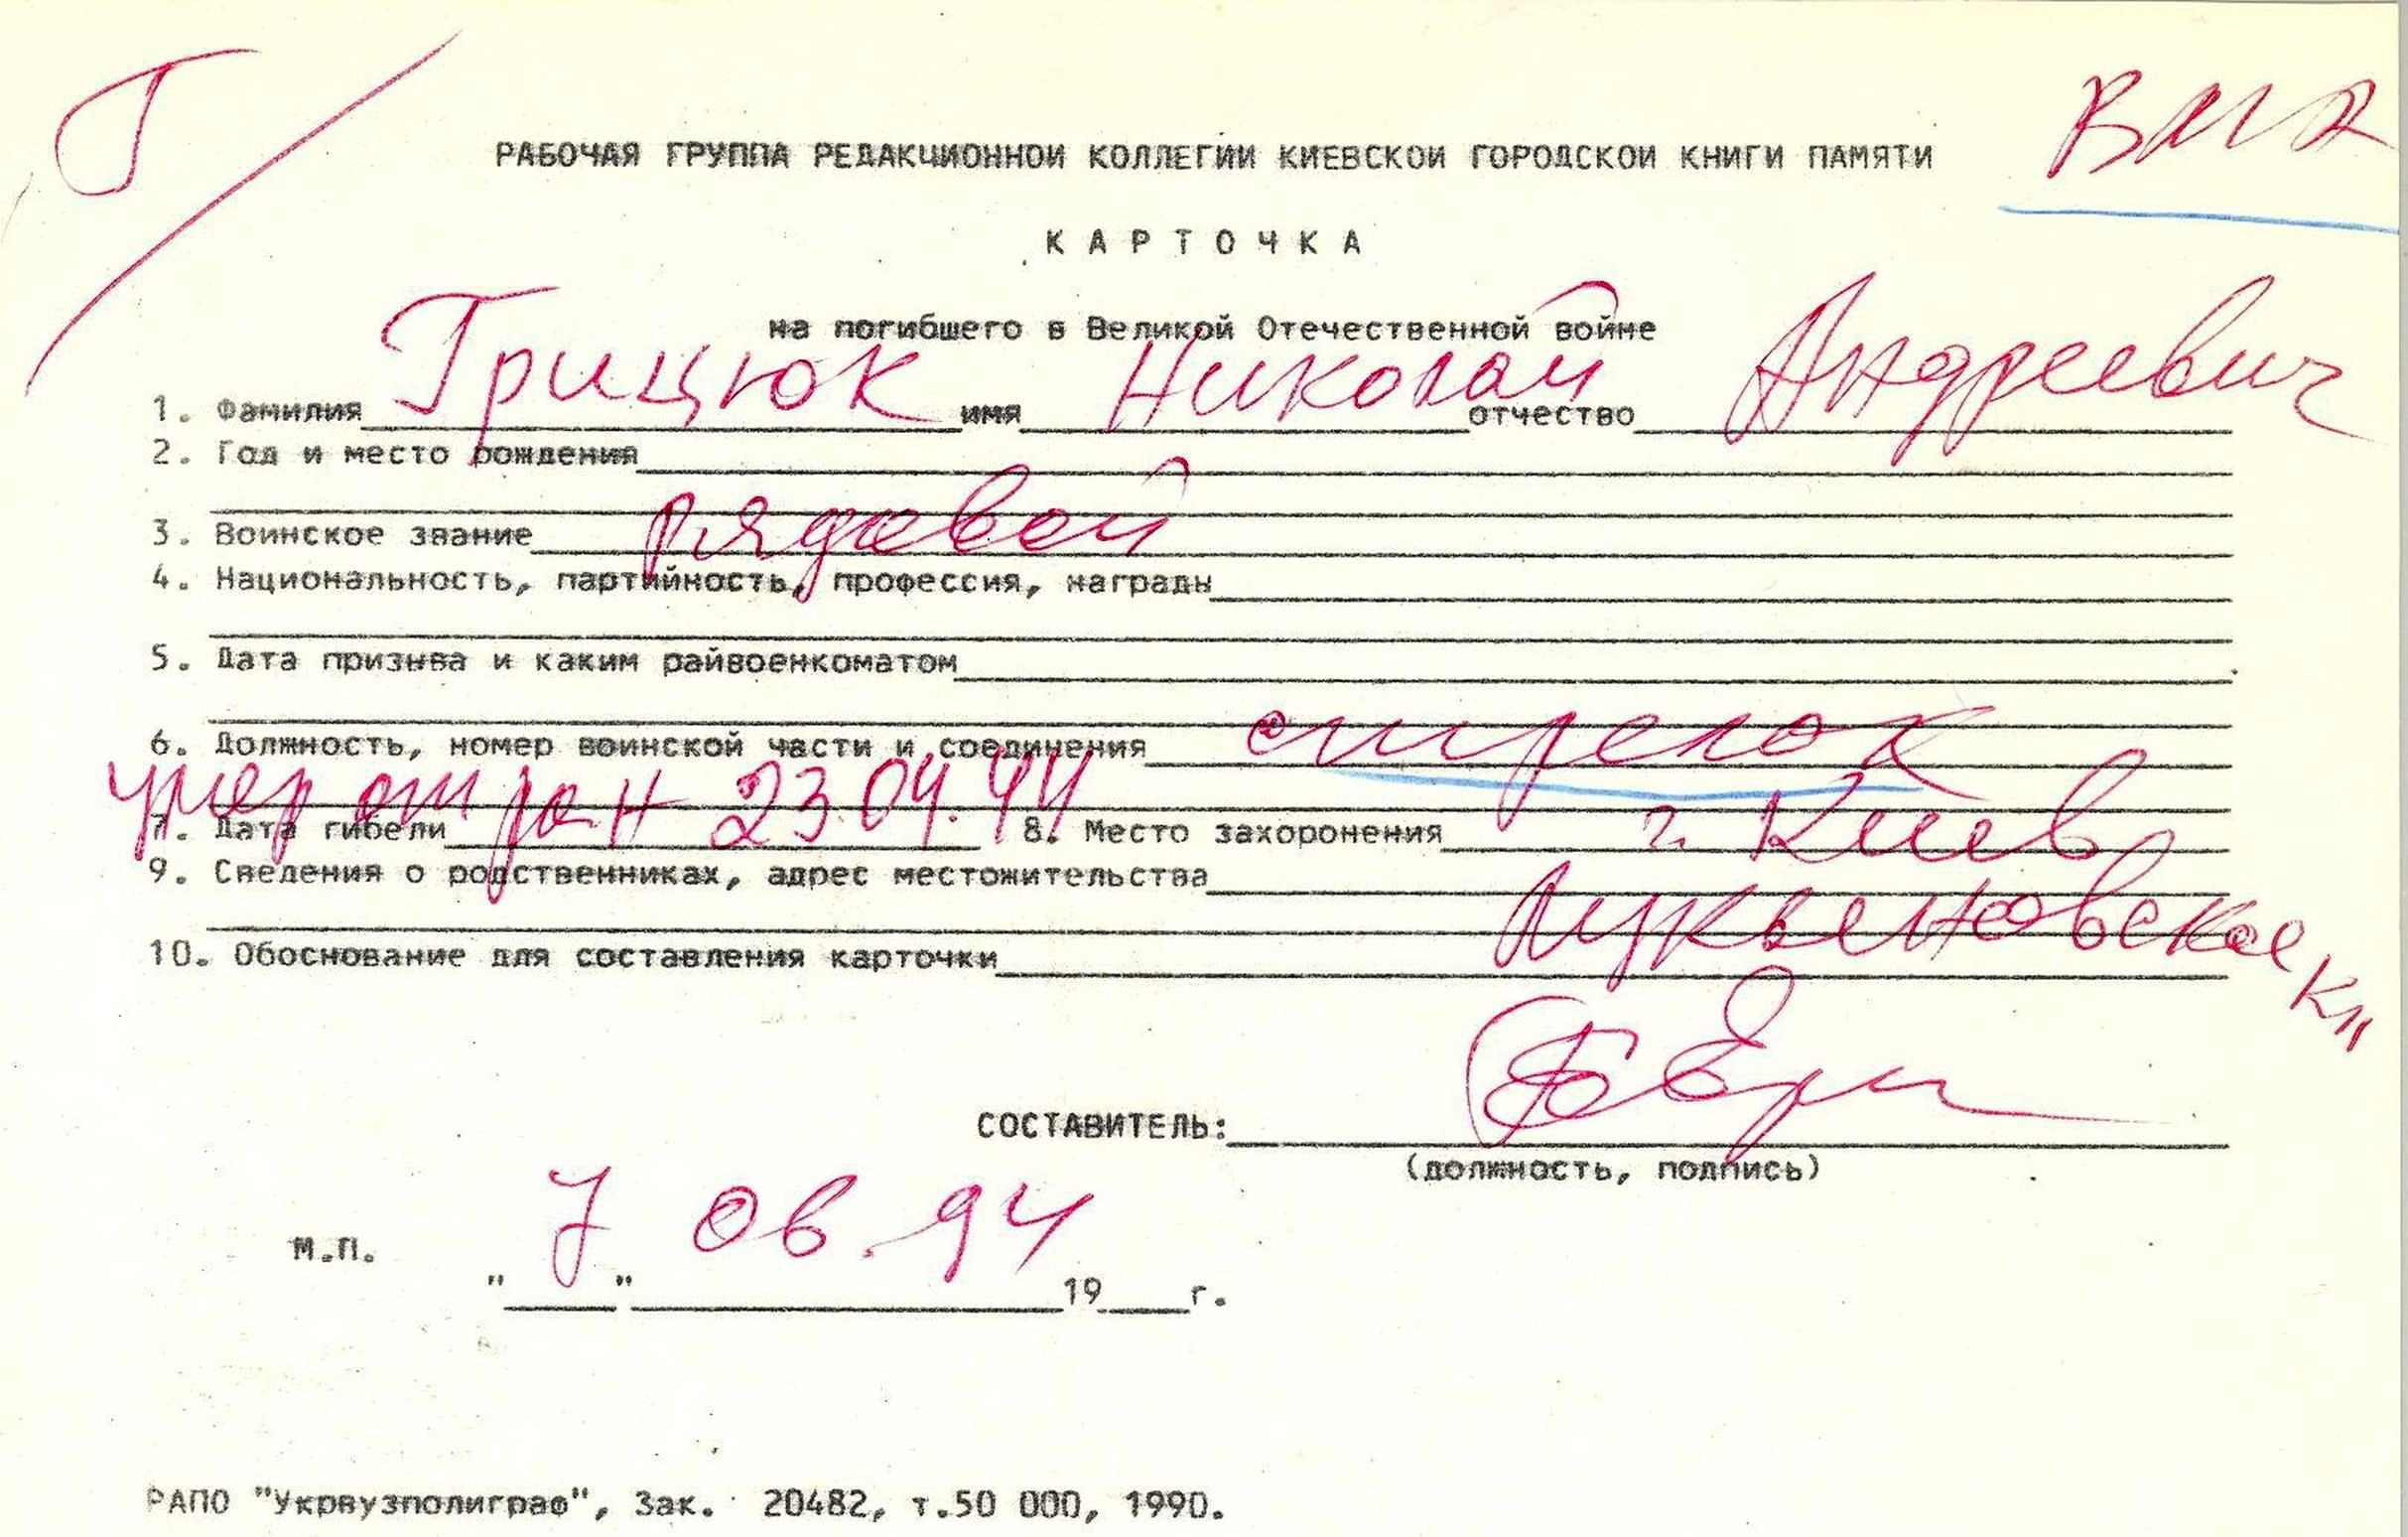 Г/
РАБОЧАЯ ГРУППА РЕДАКЦИОННОЙ КОЛЛЕГИИ КИЕВСКОЙ ГОРОДСКОЙ КНИГИ ПАМЯТИ
КАРТОЧКА
на погибшего в Великой Отечественной войне
1. Фамилия Грицюк имя Николай отчество Андреевич
2. Год и место рождения
3. Воинское звание рядовой
4. Национальность, партийность, профессия, награды
5. Дата призыва и каким райвоенкоматом
6. Должность, номер воинской части и соединения стрелок
умер от ран 23 04.44
7. Дата гибели 8. Место захоронения г. Киев
9. Сведения о родственниках, адрес местожительства
Лукьяновское кл
10. Обоснование для составления карточки
СОСТАВИТЕЛЬ:
(должность, подпись)
7 06.94
М.П.
" " 19 г.
РАПО "Укрвузполиграф", Зак. 20482, т.50 000, 1990.